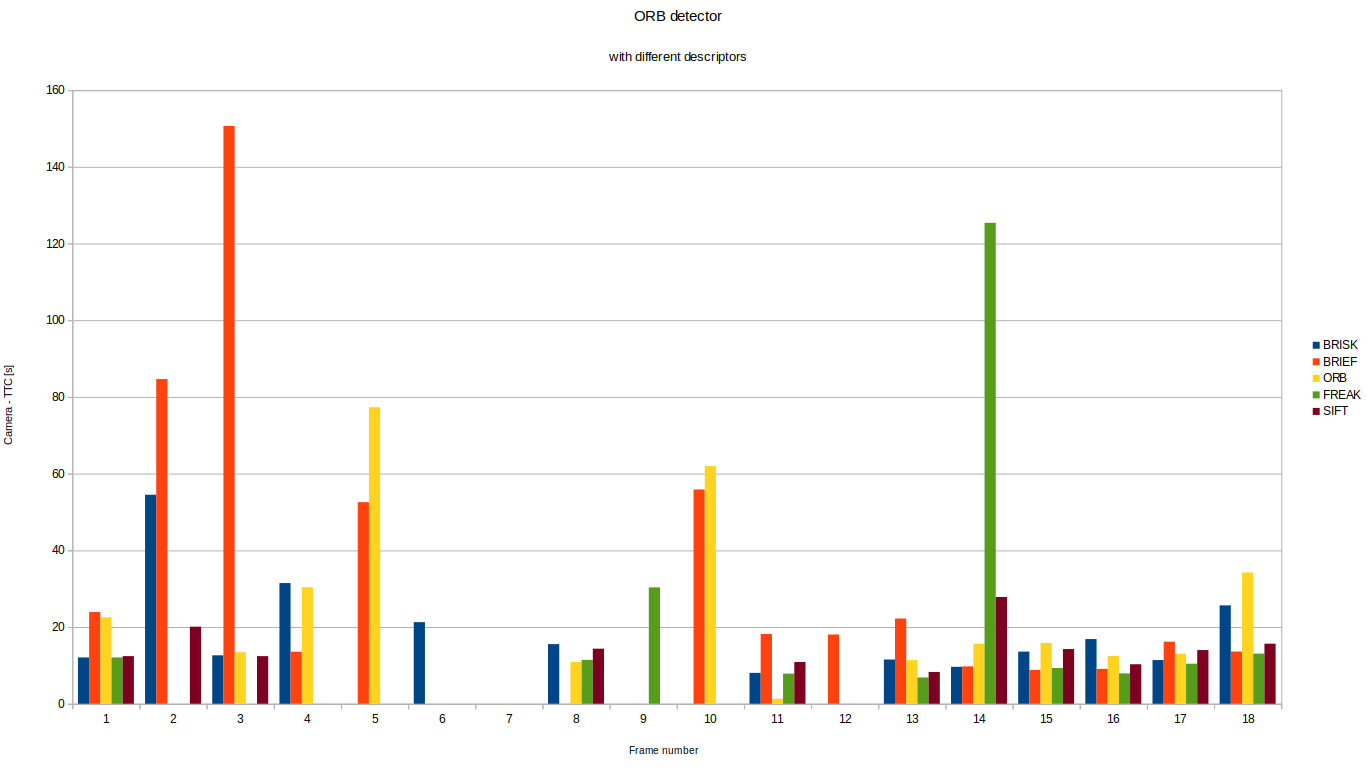 ORB detector
with different descriptors
160
140
120
100
80
60
40
20
0
Camera - TTC [s]
1 2 3 4 5 6 7 8 9 10 11 12 13 14 15 16 17 18
Frame number
BRISK
BRIEF
ORB
FREAK
SIFT